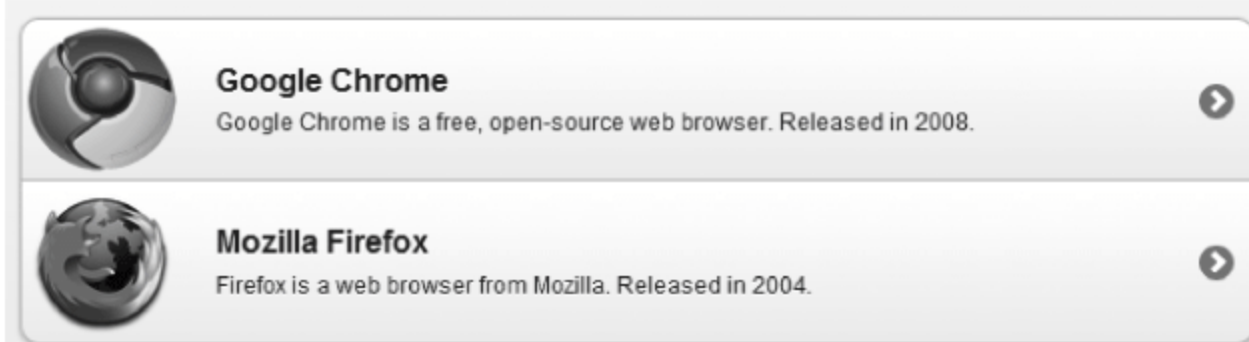 Google Chrome
Google Chrome is a free, open-source web browser. Released in 2008.
Mozilla Firefox
Firefox is a web browser from Mozilla. Released in 2004.